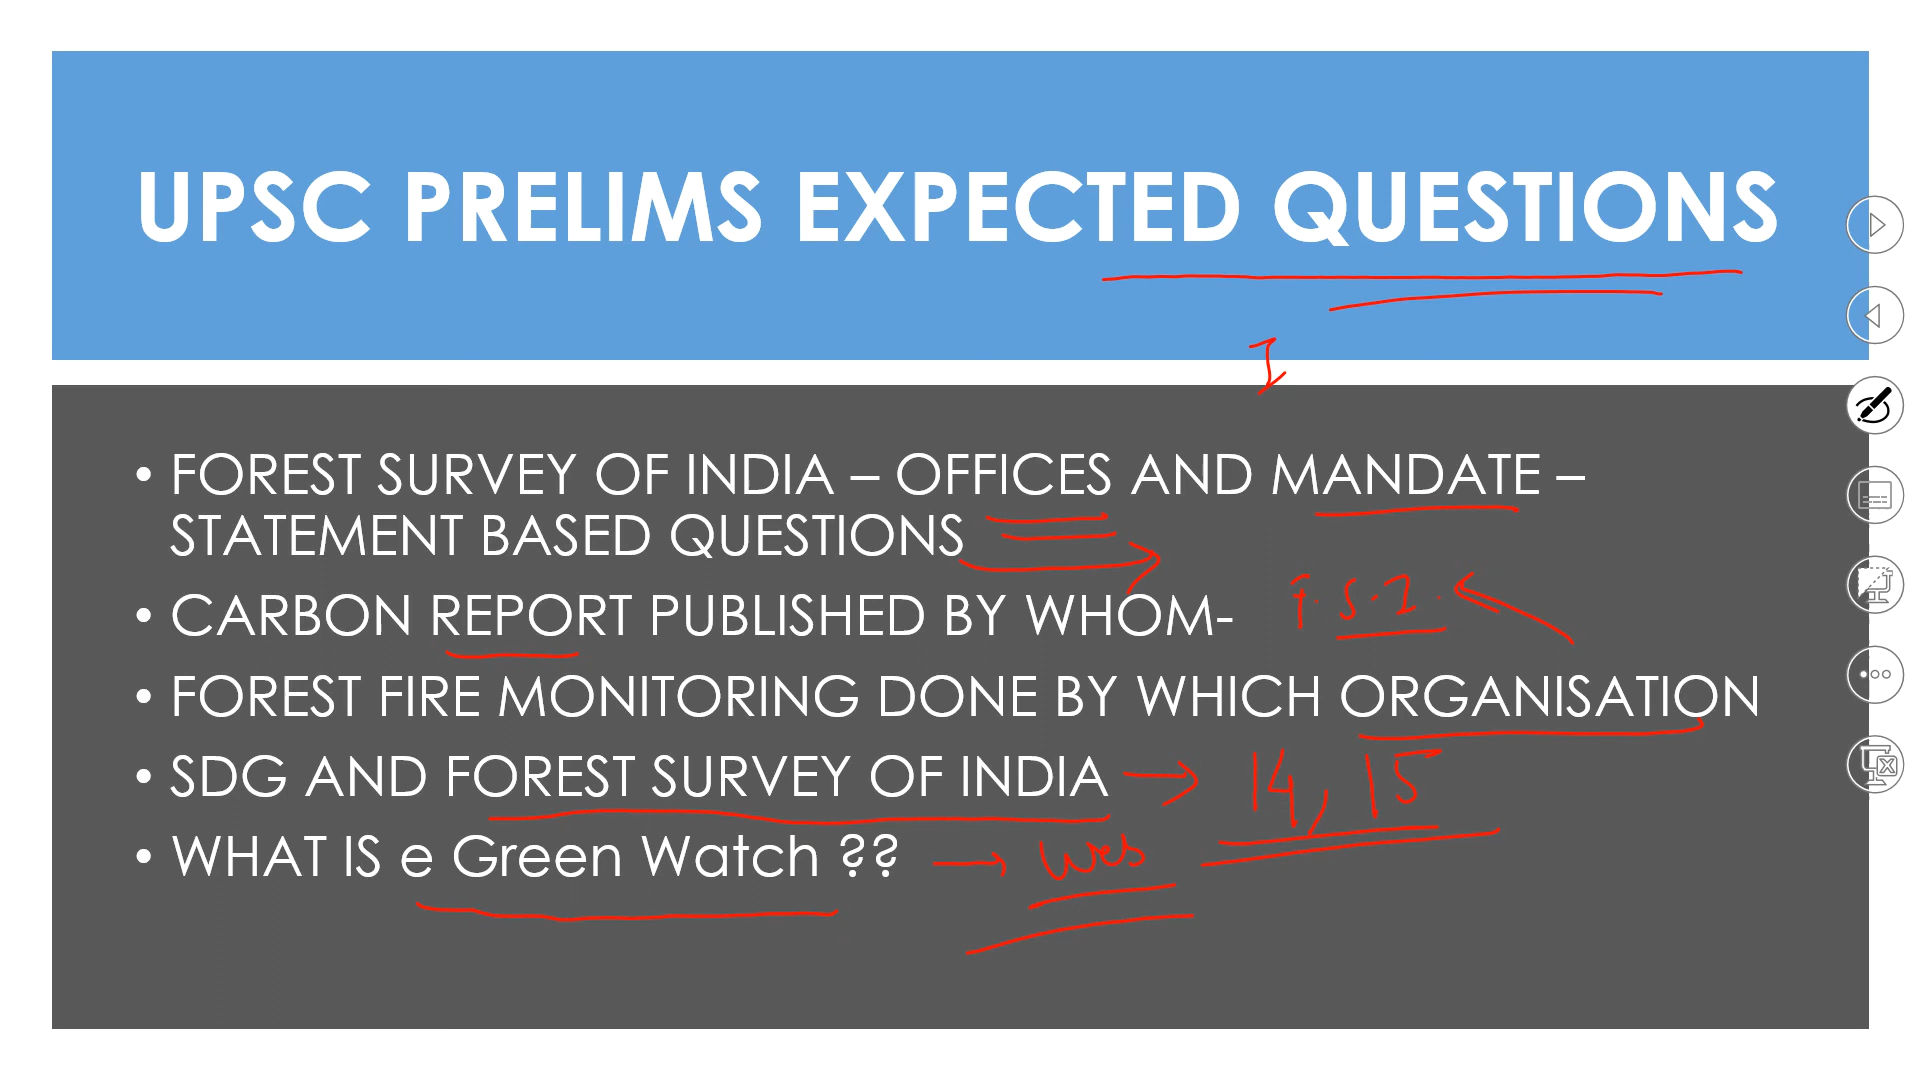 UPSC PRELIMS EXPECTED QUESTIONS
• FOREST SURVEY OF INDIA – OFFICES AND MANDATE –
STATEMENT BASED QUESTIONS
• CARBON REPORT PUBLISHED BY WHOM- F.S.I.
• FOREST FIRE MONITORING DONE BY WHICH ORGANISATION
• SDG AND FOREST SURVEY OF INDIA → 14, 15
• WHAT IS e Green Watch ?? → Web